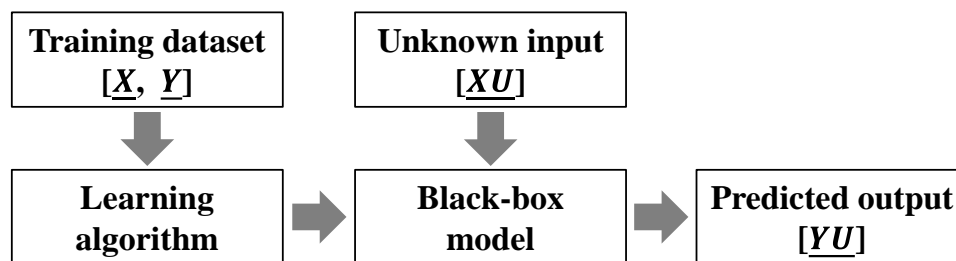 Training dataset
[X, Y]
Unknown input
[XU]
Learning
algorithm
Black-box
model
Predicted output
[YU]